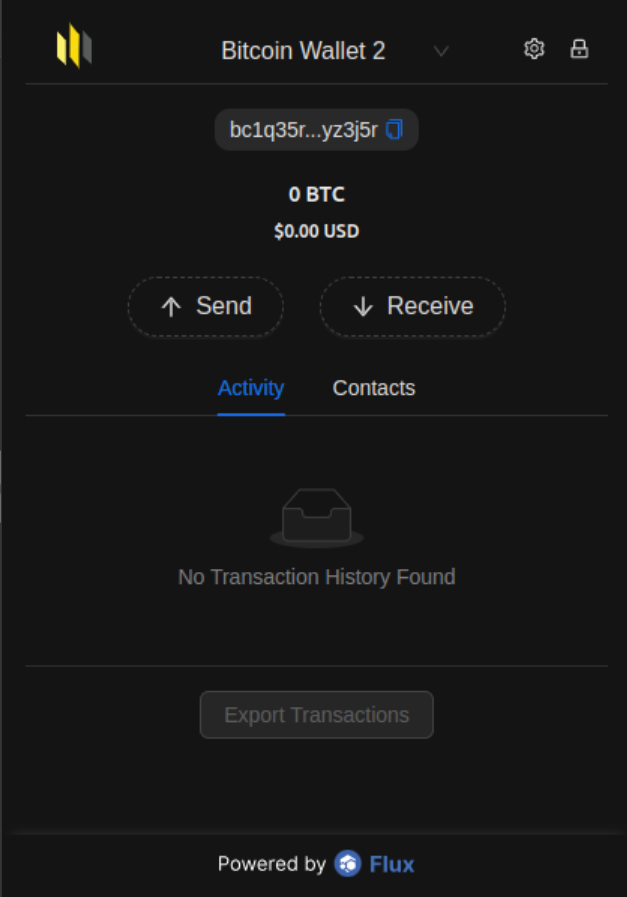 Bitcoin Wallet 2
bc1q35r...yz3j5r
0 BTC
$0.00 USD
Send
Receive
Activity
Contacts
No Transaction History Found
Export Transactions
Powered by Flux